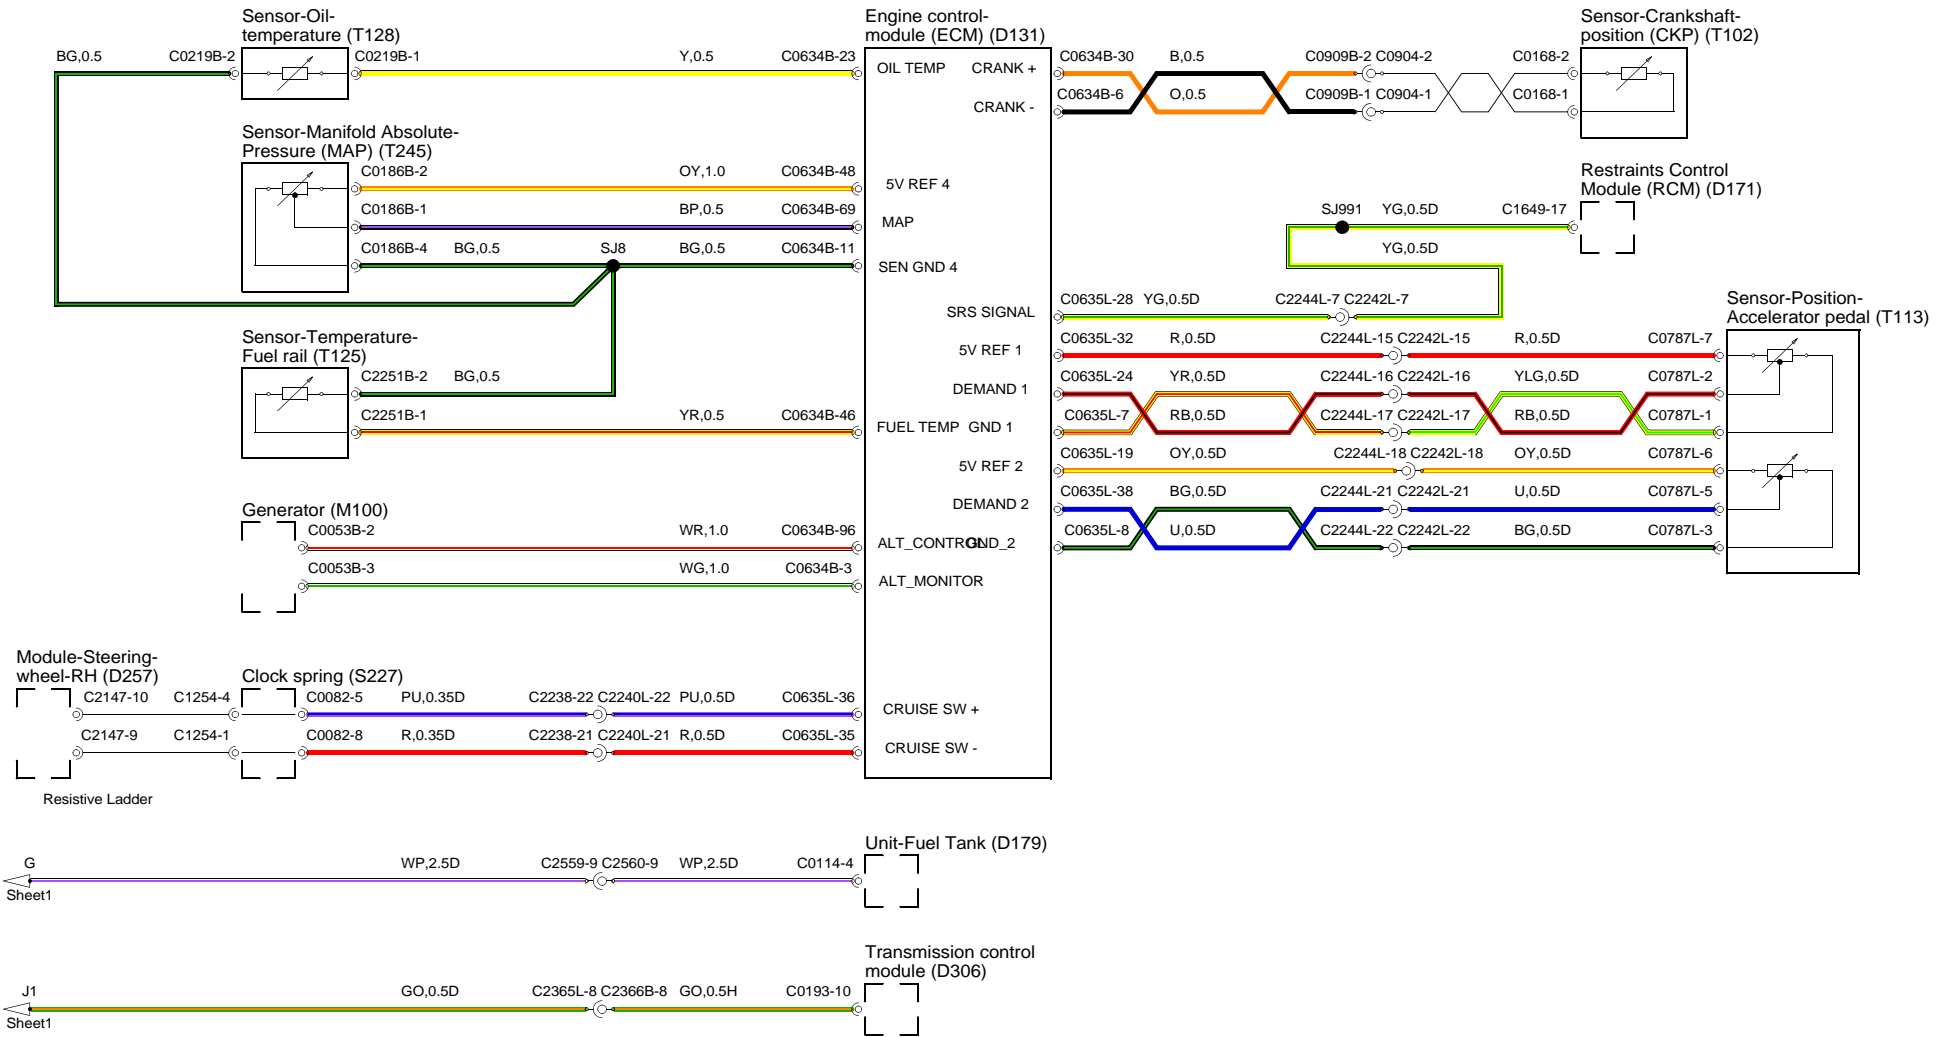 Sensor-Oil-
temperature (T128)
BG,0.5
C0219B-2
C0219B-1
Y,0.5
C0634B-23
Engine control-
module (ECM) (D131)
OIL TEMP
CRANK +
CRANK -
C0634B-30
B,0.5
C0909B-2 C0904-2
C0168-2
C0634B-6
O,0.5
C0909B-1 C0904-1
C0168-1
Sensor-Crankshaft-
position (CKP) (T102)
Sensor-Manifold Absolute-
Pressure (MAP) (T245)
C0186B-2
OY,1.0
C0634B-48
5V REF 4
C0186B-1
BP,0.5
C0634B-69
MAP
C0186B-4
BG,0.5
SJ8
BG,0.5
C0634B-11
SEN GND 4
Restraints Control
Module (RCM) (D171)
SJ991
YG,0.5D
C1649-17
YG,0.5D
SRS SIGNAL
C0635L-28
YG,0.5D
C2244L-7 C2242L-7
Sensor-Position-
Accelerator pedal (T113)
5V REF 1
C0635L-32
R,0.5D
C2244L-15 C2242L-15
R,0.5D
C0787L-7
DEMAND 1
C0635L-24
YR,0.5D
C2244L-16 C2242L-16
YLG,0.5D
C0787L-2
GND 1
C0635L-7
RB,0.5D
C2244L-17 C2242L-17
RB,0.5D
C0787L-1
5V REF 2
C0635L-19
OY,0.5D
C2244L-18 C2242L-18
OY,0.5D
C0787L-6
DEMAND 2
C0635L-38
BG,0.5D
C2244L-21 C2242L-21
U,0.5D
C0787L-5
GND_2
C0635L-8
U,0.5D
C2244L-22 C2242L-22
BG,0.5D
C0787L-3
Sensor-Temperature-
Fuel rail (T125)
C2251B-2
BG,0.5
C2251B-1
YR,0.5
C0634B-46
FUEL TEMP
Generator (M100)
C0053B-2
WR,1.0
C0634B-96
ALT_CONTROL
C0053B-3
WG,1.0
C0634B-3
ALT_MONITOR
Module-Steering-
wheel-RH (D257)
Clock spring (S227)
C2147-10
C1254-4
C0082-5
PU,0.35D
C2238-22 C2240L-22
PU,0.5D
C0635L-36
CRUISE SW +
C2147-9
C1254-1
C0082-8
R,0.35D
C2238-21 C2240L-21
R,0.5D
C0635L-35
CRUISE SW -
Resistive Ladder
G
Sheet1
WP,2.5D
C2559-9 C2560-9
WP,2.5D
C0114-4
Unit-Fuel Tank (D179)
J1
Sheet1
GO,0.5D
C2365L-8 C2366B-8
GO,0.5H
C0193-10
Transmission control
module (D306)